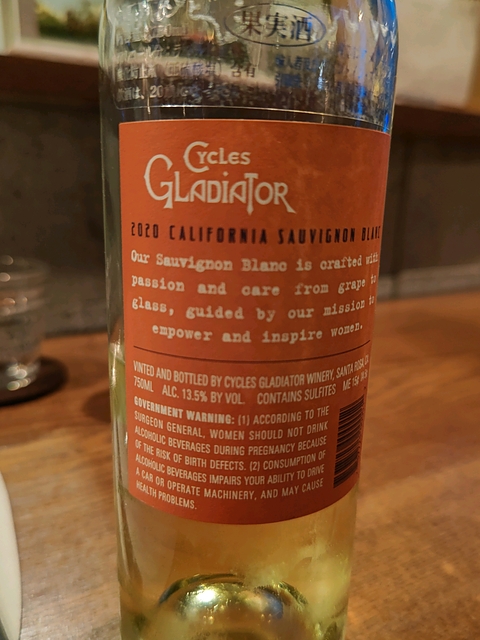 果実酒
Cycles
GLADIATOR
2020 CALIFORNIA SAUVIGNON BLANC
Our Sauvignon Blanc is crafted with
passion and care from grape to
glass, guided by our mission to
empower and inspire women.
VINTED AND BOTTLED BY CYCLES GLADIATOR WINERY, SANTA ROSA, CA
750ML ALC. 13.5% BY VOL. CONTAINS SULFITES ME 15¢
GOVERNMENT WARNING: (1) ACCORDING TO THE
SURGEON GENERAL, WOMEN SHOULD NOT DRINK
ALCOHOLIC BEVERAGES DURING PREGNANCY BECAUSE
OF THE RISK OF BIRTH DEFECTS. (2) CONSUMPTION OF
ALCOHOLIC BEVERAGES IMPAIRS YOUR ABILITY TO DRIVE
A CAR OR OPERATE MACHINERY, AND MAY CAUSE
HEALTH PROBLEMS.